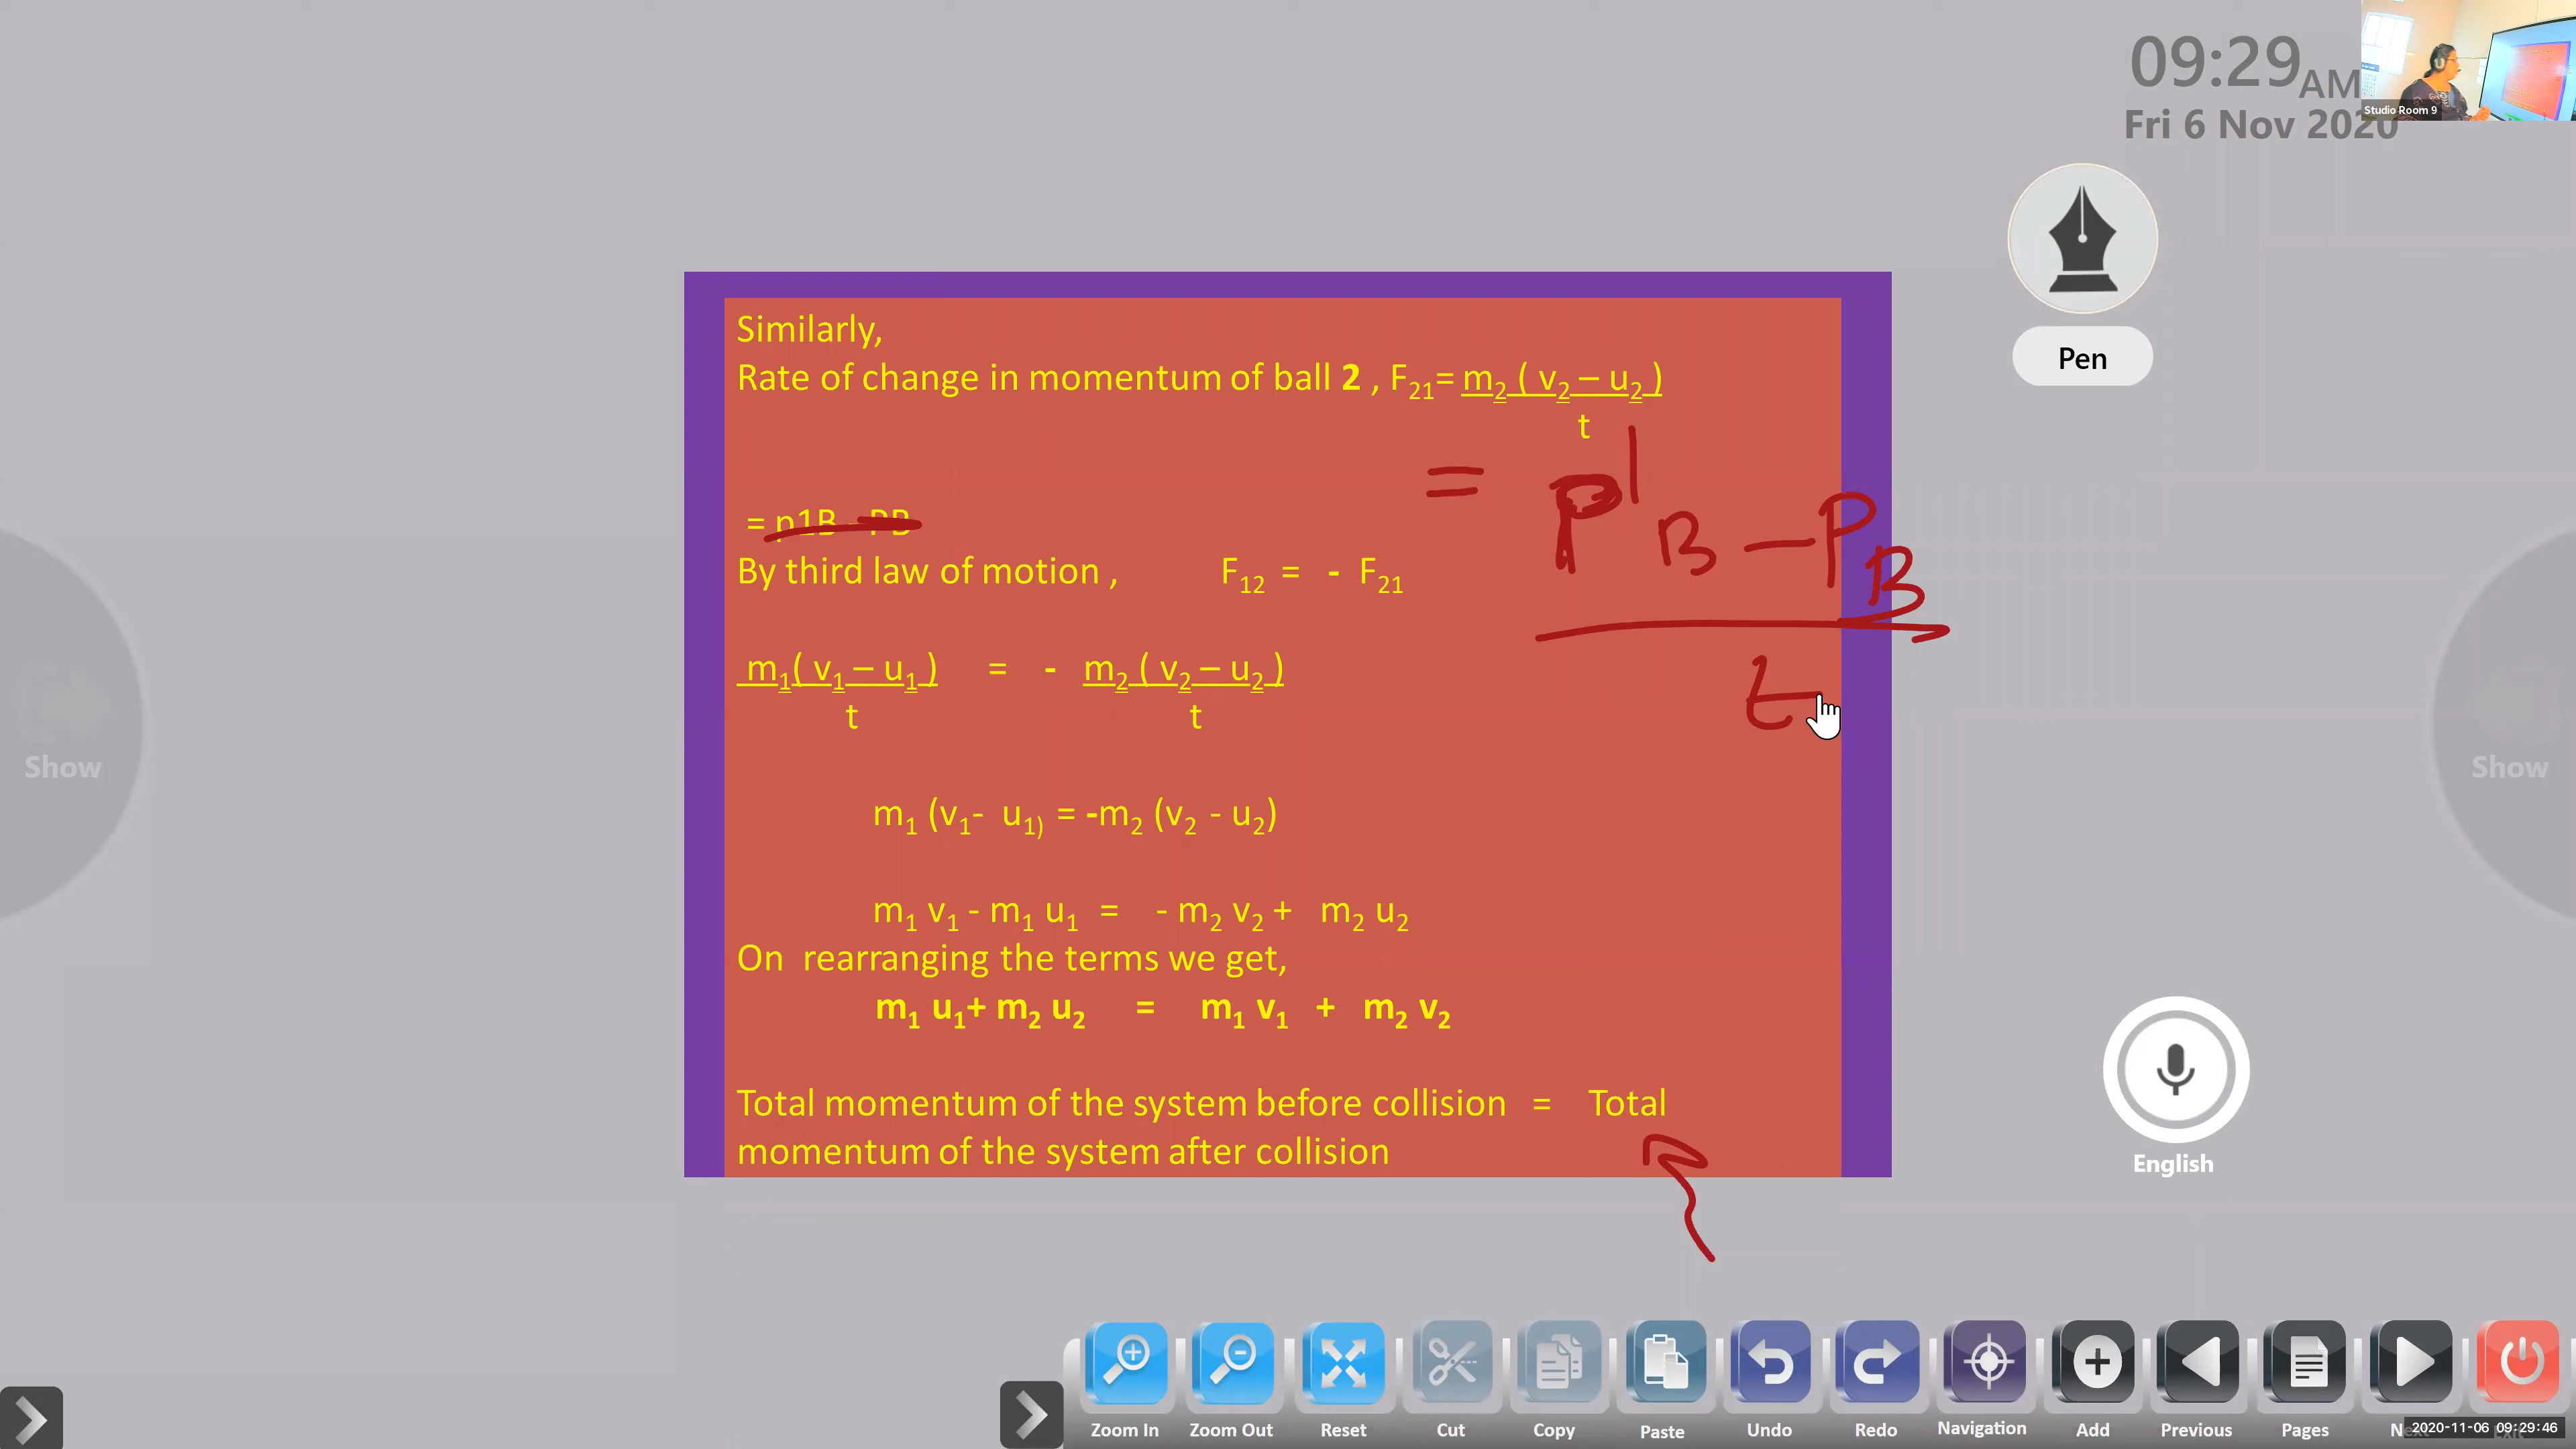 09:29 AM
Fri 6 Nov 2020
Studio Room 9
Pen
Similarly,
Rate of change in momentum of ball 2 , F21= m2 ( v2 – u2 )
t
= P' B — PB
t
= p1B - PB
By third law of motion , F12 = - F21
m1( v1 – u1 ) = - m2 ( v2 – u2 )
t t
m1 (v1- u1) = -m2 (v2 - u2)
m1 v1 - m1 u1 = - m2 v2 + m2 u2
On rearranging the terms we get,
m1 u1+ m2 u2 = m1 v1 + m2 v2
Total momentum of the system before collision = Total
momentum of the system after collision
Show
Show
English
Zoom In Zoom Out Reset Cut Copy Paste Undo Redo Navigation Add Previous Pages
2020-11-06 09:29:46